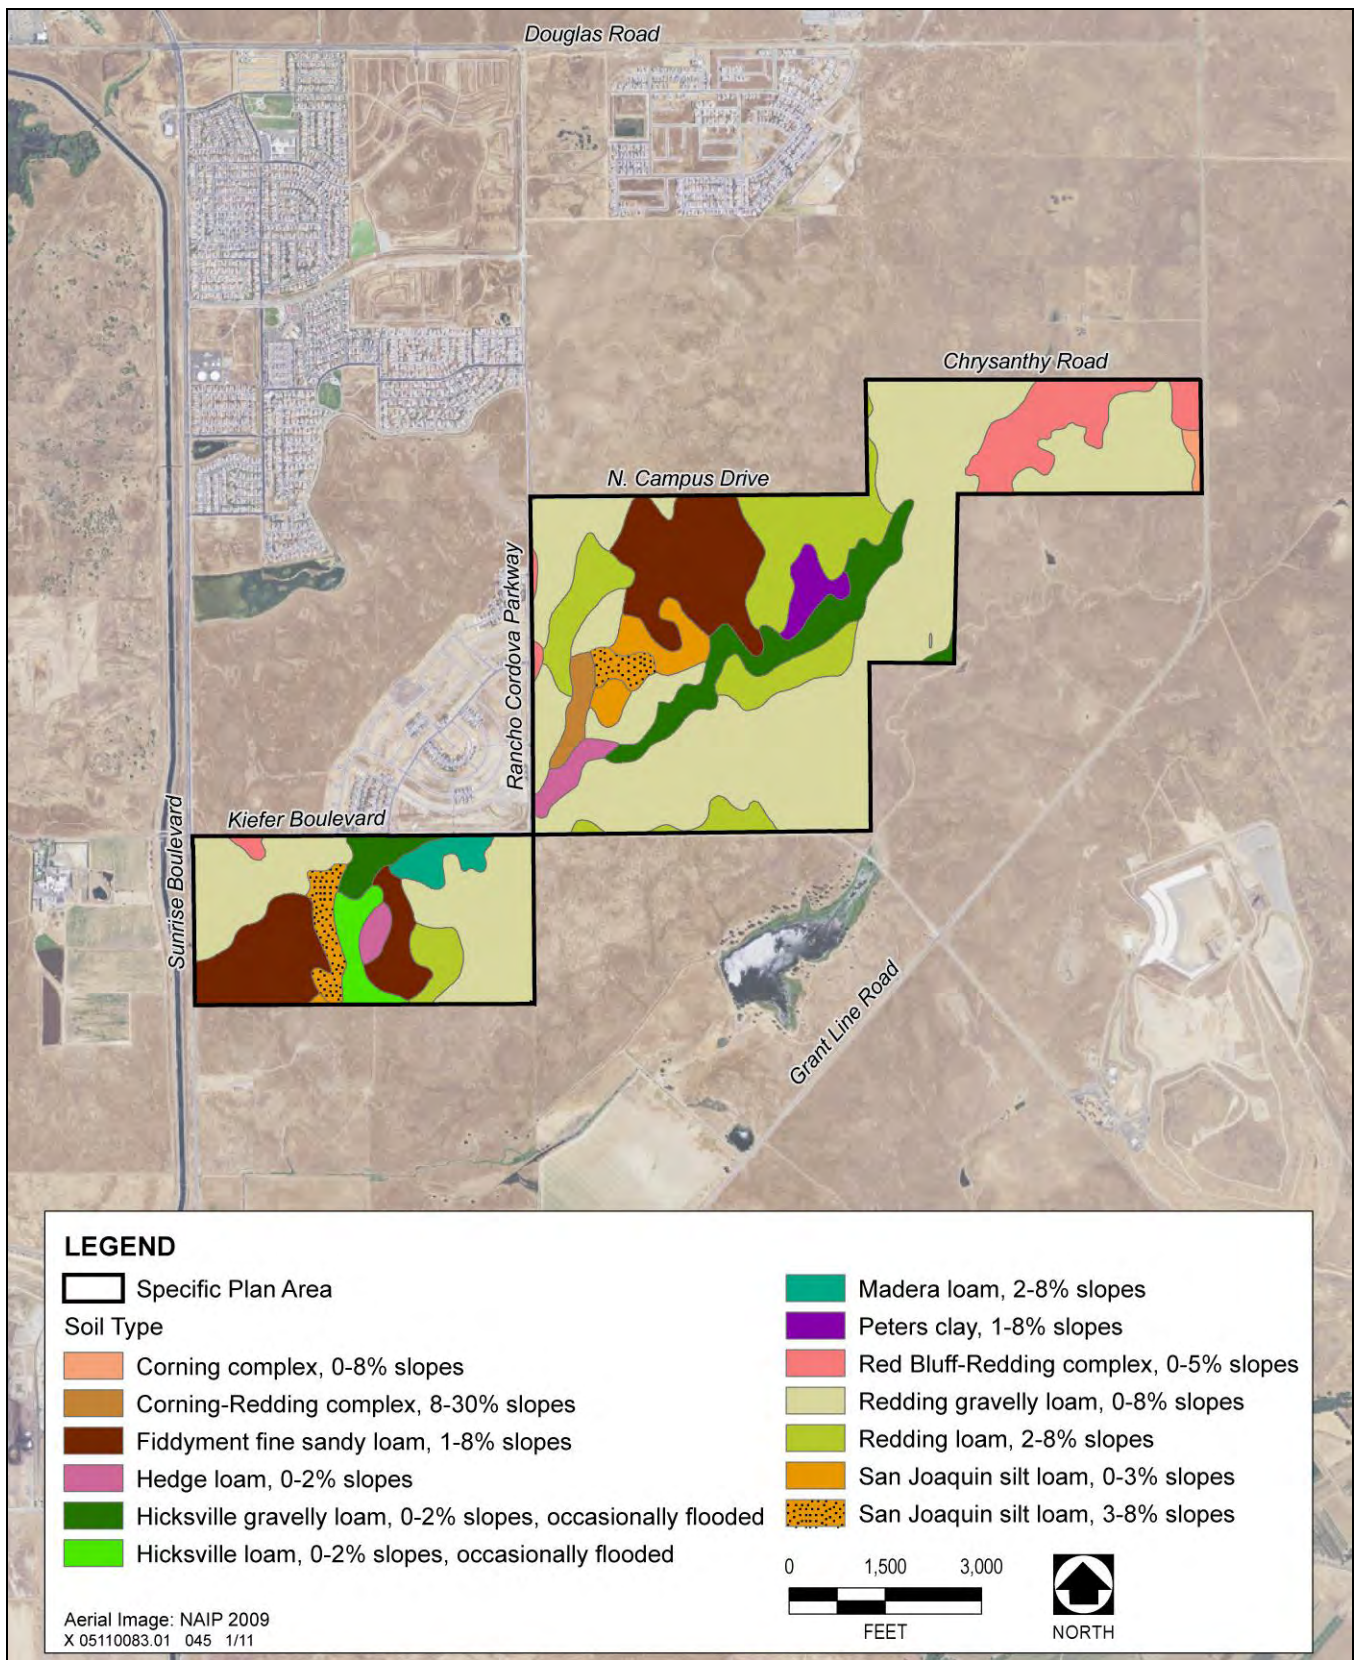 Douglas Road
Chrysanthy Road
N. Campus Drive
Rancho Cordova Parkway
Kiefer Boulevard
Sunrise Boulevard
Grant Line Road
LEGEND
Specific Plan Area
Soil Type
Corning complex, 0-8% slopes
Corning-Redding complex, 8-30% slopes
Fiddyment fine sandy loam, 1-8% slopes
Hedge loam, 0-2% slopes
Hicksville gravelly loam, 0-2% slopes, occasionally flooded
Hicksville loam, 0-2% slopes, occasionally flooded
Madera loam, 2-8% slopes
Peters clay, 1-8% slopes
Red Bluff-Redding complex, 0-5% slopes
Redding gravelly loam, 0-8% slopes
Redding loam, 2-8% slopes
San Joaquin silt loam, 0-3% slopes
San Joaquin silt loam, 3-8% slopes
0 1,500 3,000
FEET
NORTH
Aerial Image: NAIP 2009
X 05110083.01 045 1/11